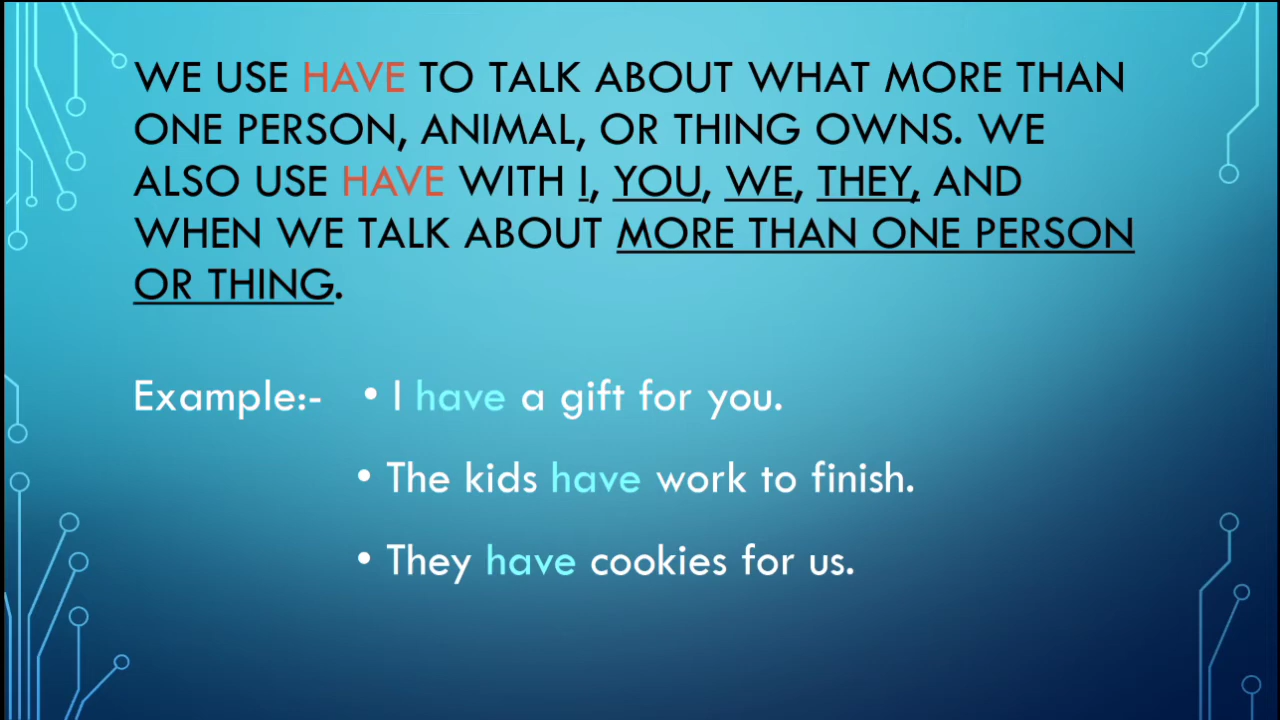 WE USE HAVE TO TALK ABOUT WHAT MORE THAN
ONE PERSON, ANIMAL, OR THING OWNS. WE
ALSO USE HAVE WITH I, YOU, WE, THEY, AND
WHEN WE TALK ABOUT MORE THAN ONE PERSON
OR THING.
Example:- • I have a gift for you.
• The kids have work to finish.
• They have cookies for us.